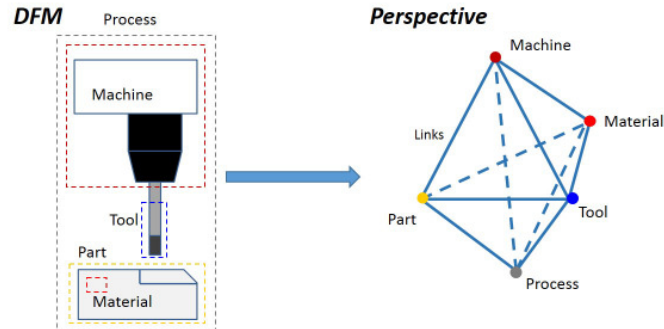 DFM
Process
Machine
Tool
Part
Material
Perspective
Machine
Material
Links
Part
Tool
Process